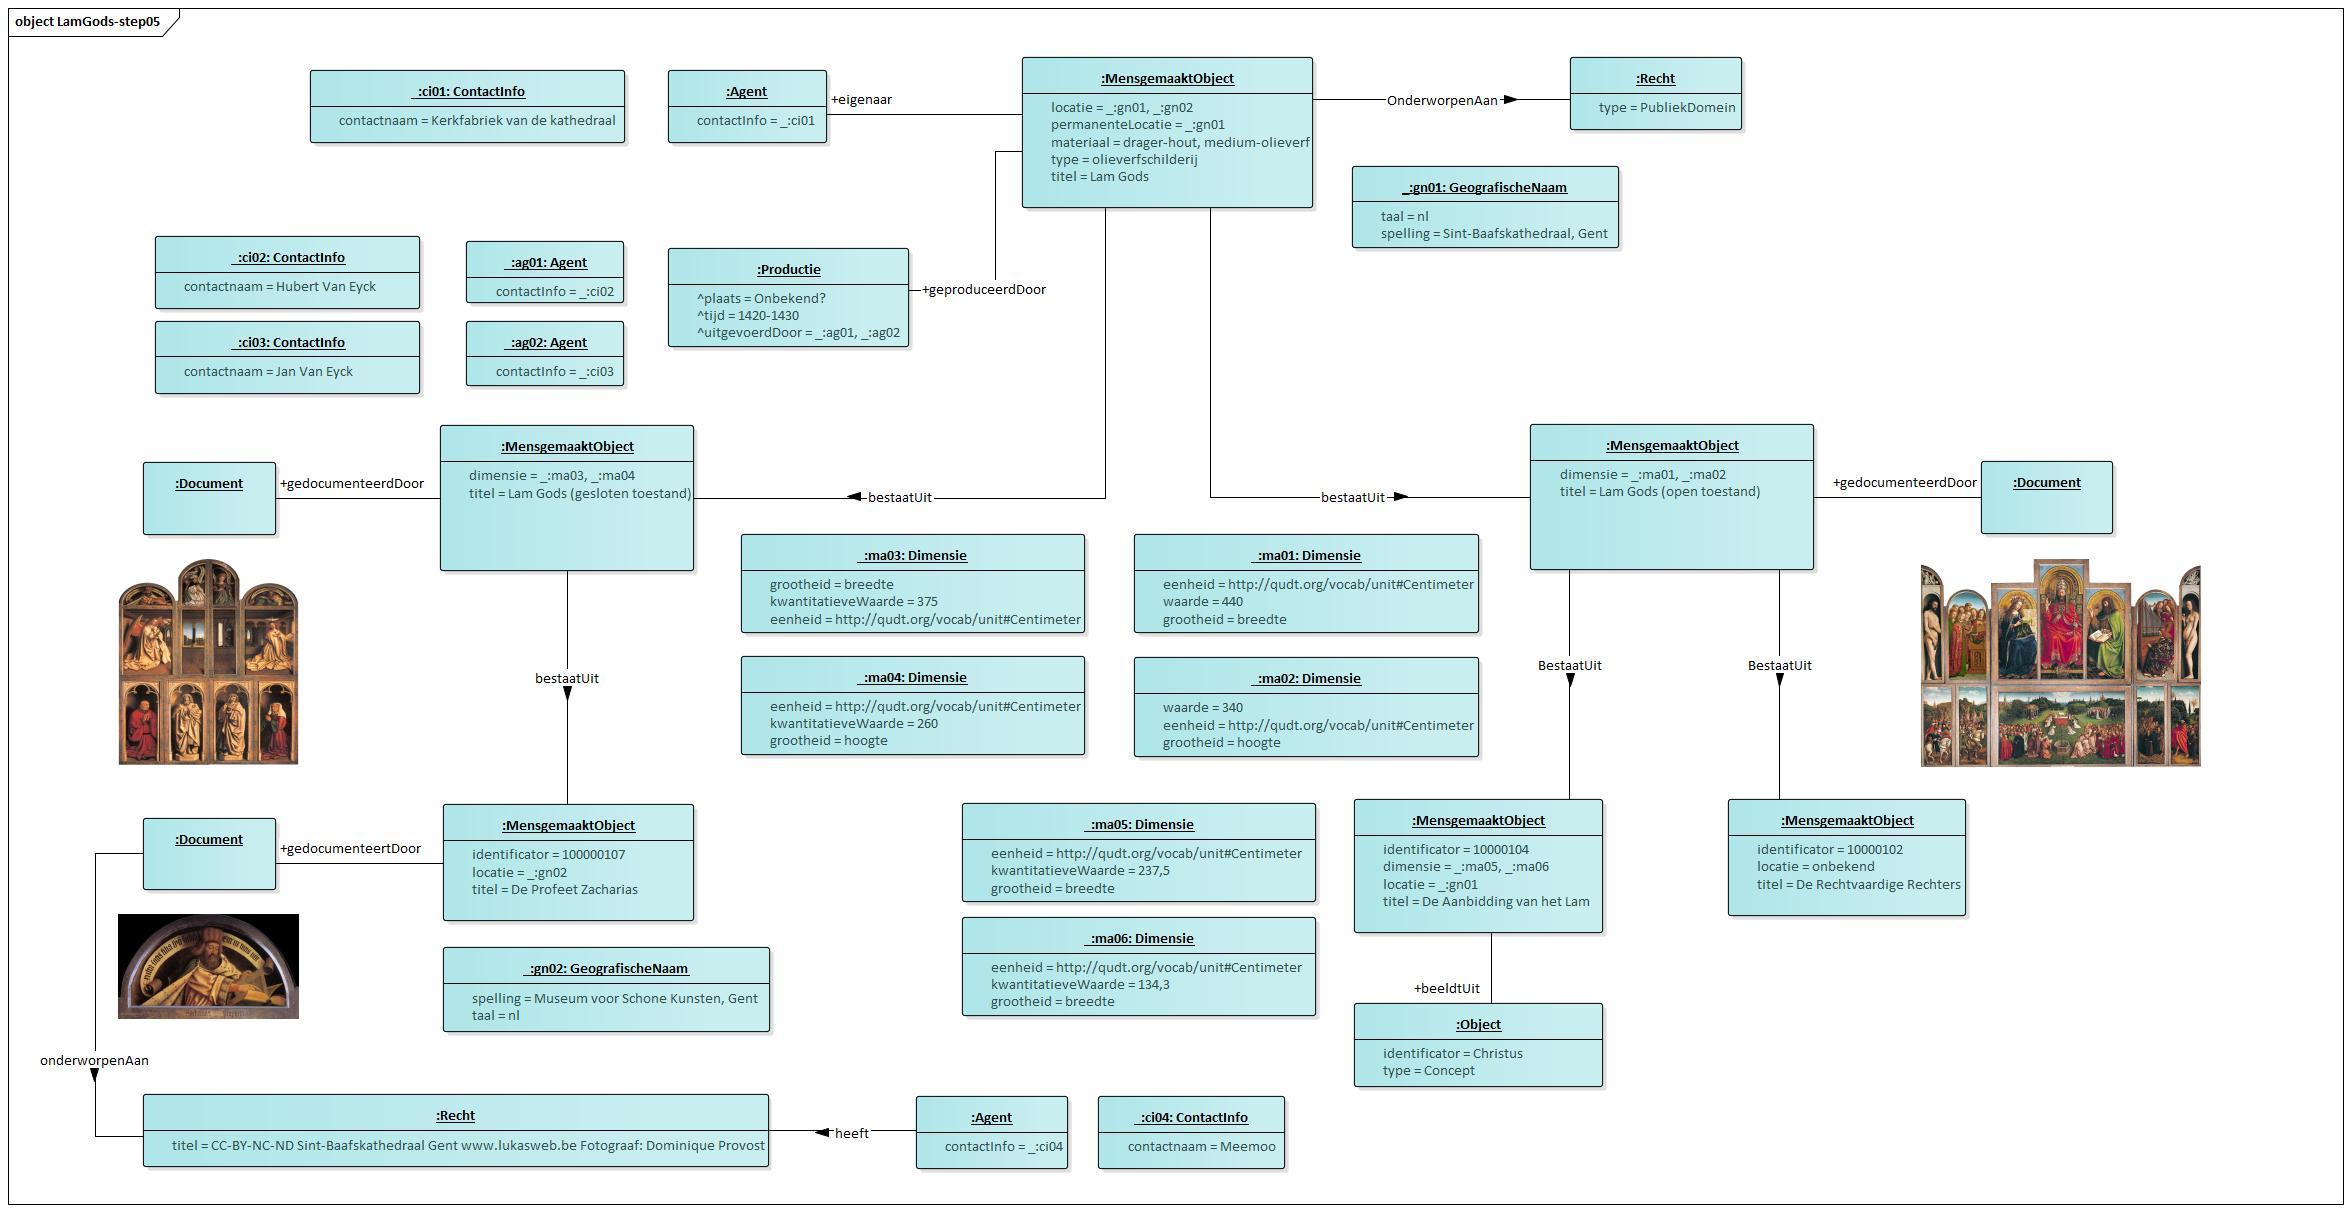 object LamGods-step05
_:ci01: ContactInfo
contactnaam = Kerkfabriek van de kathedraal
:Agent
contactInfo = _:ci01
+eigenaar
:MensgemaaktObject
locatie = _:gn01, _:gn02
permanenteLocatie = _:gn01
materiaal = drager-hout, medium-olieverf
type = olieverfschilderij
titel = Lam Gods
OnderworpenAan
:Recht
type = PubliekDomein
_:gn01: GeografischeNaam
taal = nl
spelling = Sint-Baafskathedraal, Gent
_:ci02: ContactInfo
contactnaam = Hubert Van Eyck
_:ag01: Agent
contactInfo = _:ci02
:Productie
^plaats = Onbekend?
^tijd = 1420-1430
^uitgevoerdDoor = _:ag01, _:ag02
+geproduceerdDoor
_:ci03: ContactInfo
contactnaam = Jan Van Eyck
_:ag02: Agent
contactInfo = _:ci03
:Document
+gedocumenteerdDoor
:MensgemaaktObject
dimensie = _:ma03, _:ma04
titel = Lam Gods (gesloten toestand)
bestaatUit
bestaatUit
:MensgemaaktObject
dimensie = _:ma01, _:ma02
titel = Lam Gods (open toestand)
+gedocumenteerdDoor
:Document
_:ma03: Dimensie
grootheid = breedte
kwantitatieveWaarde = 375
eenheid = http://qudt.org/vocab/unit#Centimeter
_:ma01: Dimensie
eenheid = http://qudt.org/vocab/unit#Centimeter
waarde = 440
grootheid = breedte
bestaatUit
_:ma04: Dimensie
eenheid = http://qudt.org/vocab/unit#Centimeter
kwantitatieveWaarde = 260
grootheid = hoogte
_:ma02: Dimensie
waarde = 340
eenheid = http://qudt.org/vocab/unit#Centimeter
grootheid = hoogte
BestaatUit
BestaatUit
:Document
+gedocumenteertDoor
:MensgemaaktObject
identificator = 100000107
locatie = _:gn02
titel = De Profeet Zacharias
_:ma05: Dimensie
eenheid = http://qudt.org/vocab/unit#Centimeter
kwantitatieveWaarde = 237,5
grootheid = breedte
:MensgemaaktObject
identificator = 10000104
dimensie = _:ma05, _:ma06
locatie = _:gn01
titel = De Aanbidding van het Lam
:MensgemaaktObject
identificator = 10000102
locatie = onbekend
titel = De Rechtvaardige Rechters
_:gn02: GeografischeNaam
spelling = Museum voor Schone Kunsten, Gent
taal = nl
_:ma06: Dimensie
eenheid = http://qudt.org/vocab/unit#Centimeter
kwantitatieveWaarde = 134,3
grootheid = breedte
+beeldtUit
:Object
identificator = Christus
type = Concept
onderworpenAan
:Recht
titel = CC-BY-NC-ND Sint-Baafskathedraal Gent www.lukasweb.be Fotograaf: Dominique Provost
heeft
:Agent
contactInfo = _:ci04
_:ci04: ContactInfo
contactnaam = Meemoo